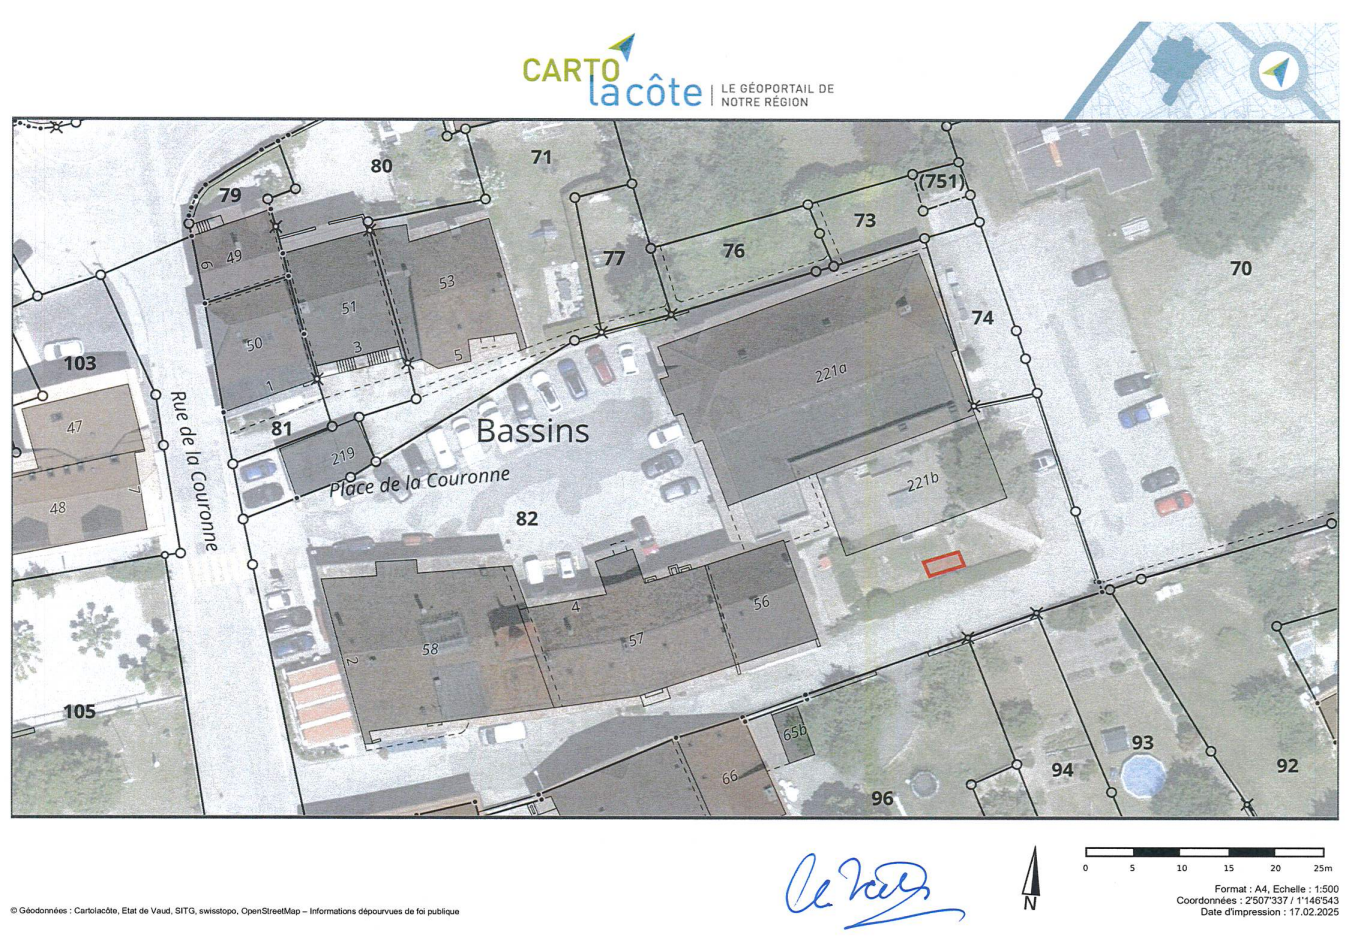 CARTO
la côte
LE GÉOPORTAIL DE
NOTRE RÉGION
80
71
79
(751)
73
76
77
70
49
6
53
51
50
3
5
1
74
103
221a
47
Rue de la Couronne
81
Bassins
219
Place de la Couronne
221b
7
48
82
4
56
57
58
2
105
65b
66
96
94
93
92
0 5 10 15 20 25m
N
Format : A4, Echelle : 1:500
Coordonnées : 2'507'337 / 1'146'543
Date d'impression : 17.02.2025
© Géodonnées : Cartolacôte, Etat de Vaud, SITG, swisstopo, OpenStreetMap – Informations dépourvues de foi publique